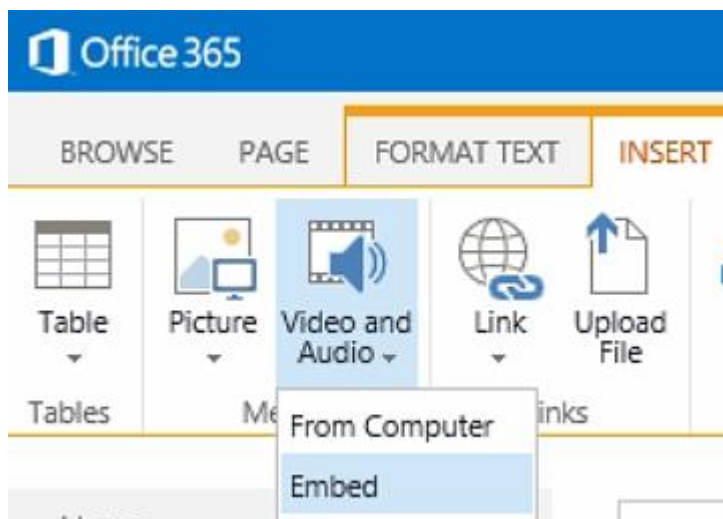 Office 365
BROWSE PAGE FORMAT TEXT INSERT
Table Picture Video and Audio Link Upload File
Tables
From Computer
Embed